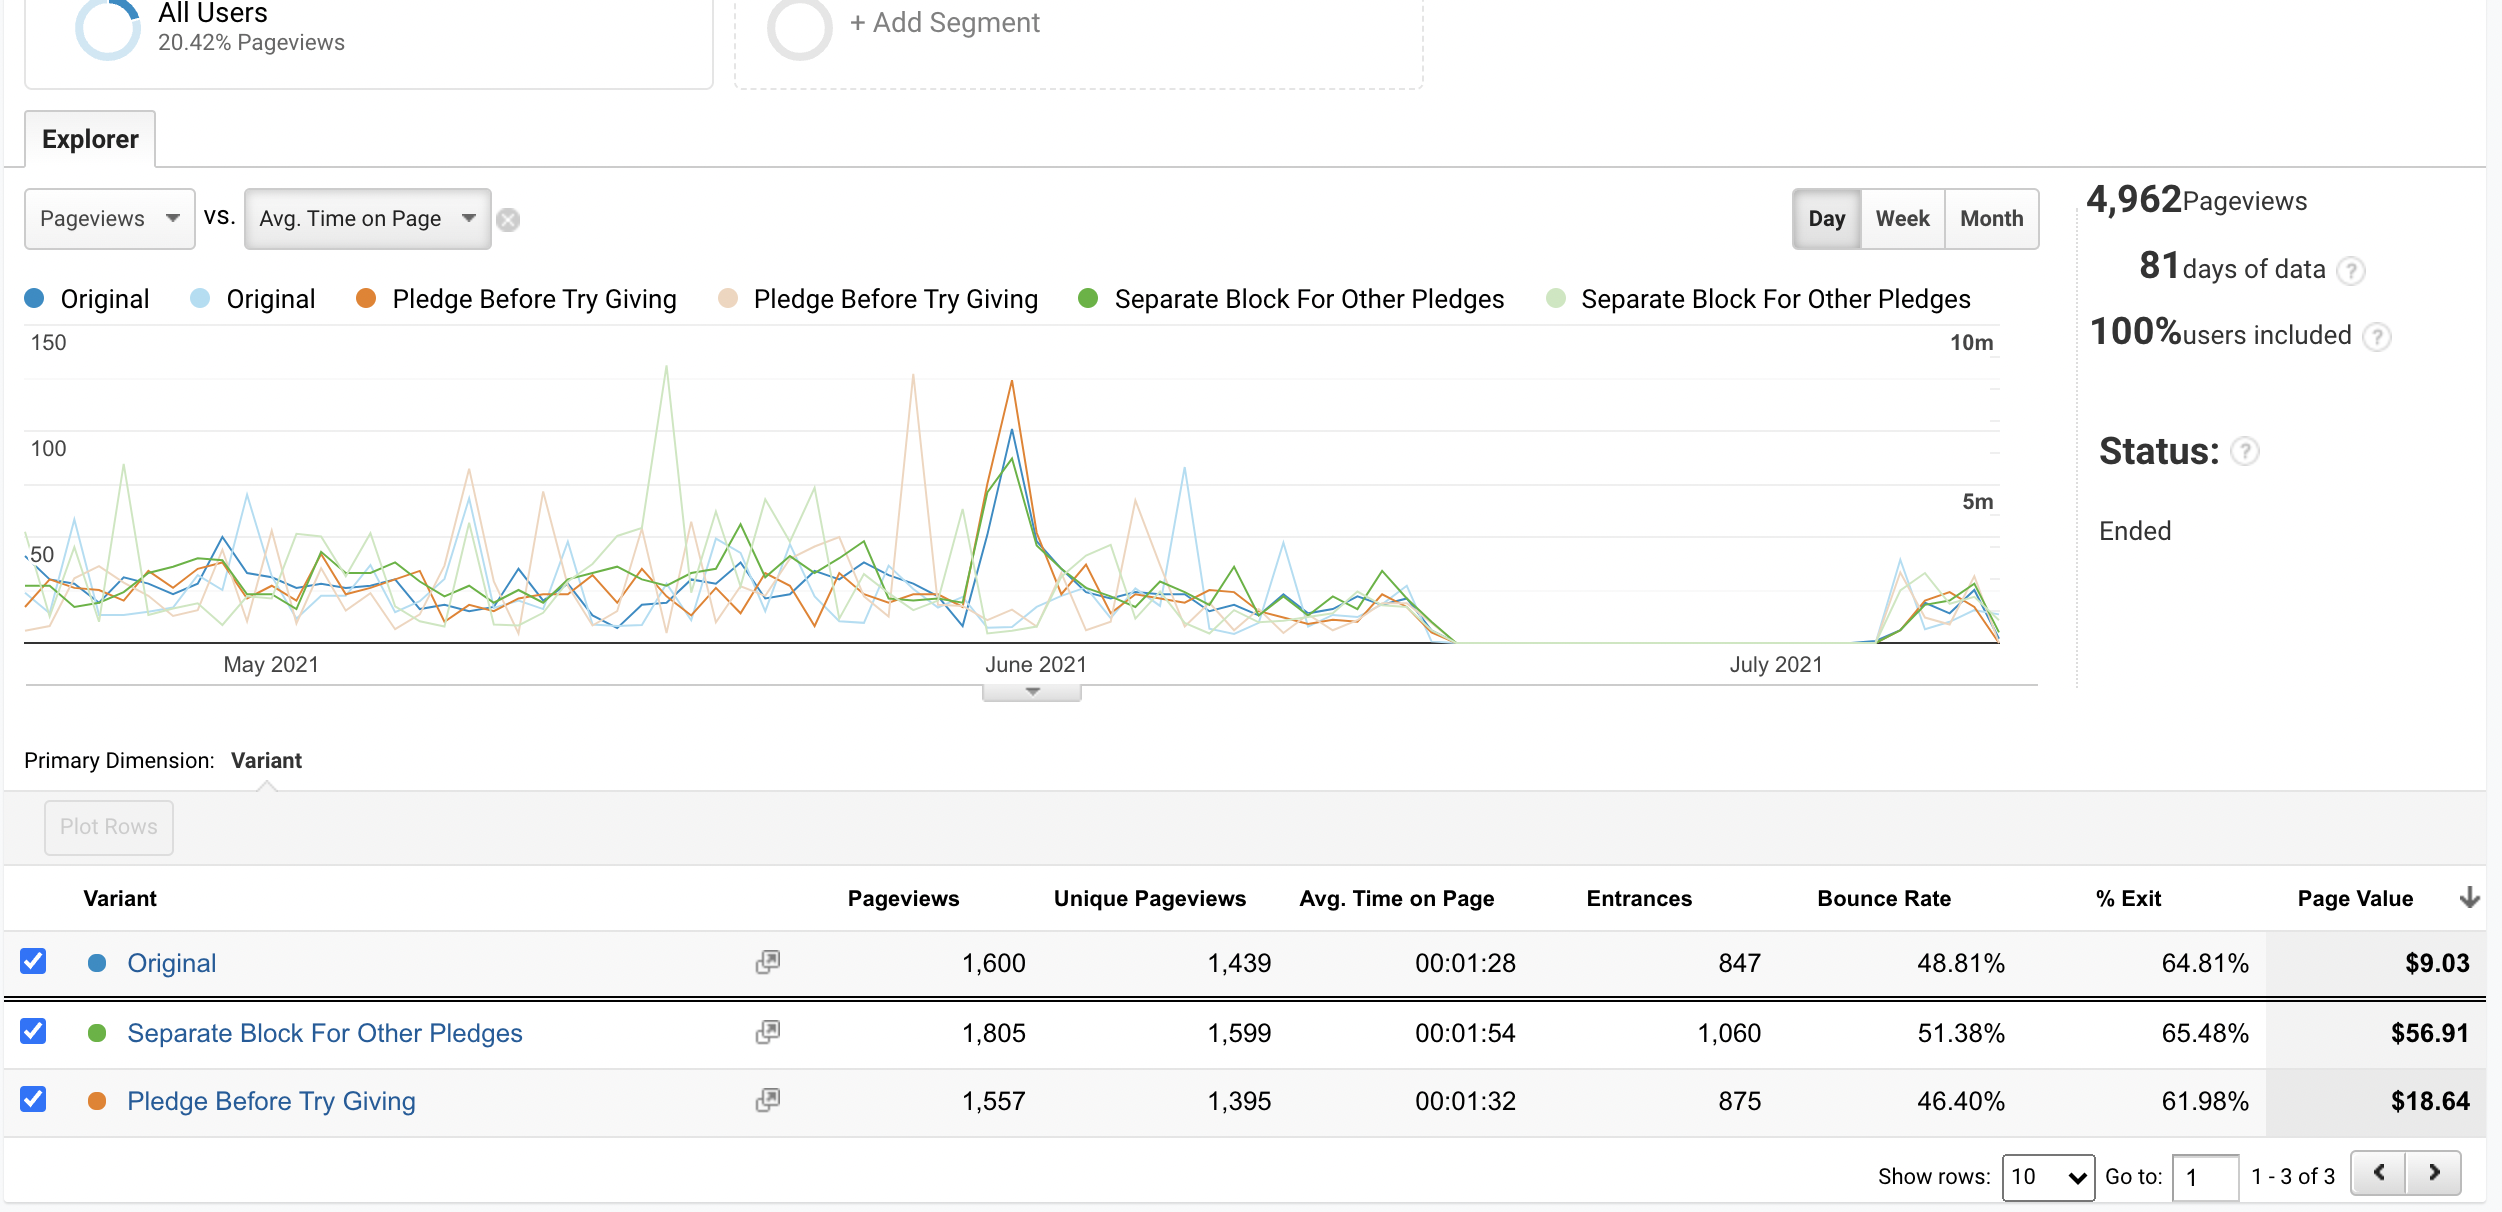 All Users
20.42% Pageviews
+ Add Segment
Explorer
Pageviews vs. Avg. Time on Page
Day Week Month
4,962 Pageviews
81 days of data ?
100% users included ?
Status: ?
Ended
Original Original Pledge Before Try Giving Pledge Before Try Giving Separate Block For Other Pledges Separate Block For Other Pledges
150 10m
100
5m
50
May 2021 June 2021 July 2021
Primary Dimension: Variant
Plot Rows
Variant Pageviews Unique Pageviews Avg. Time on Page Entrances Bounce Rate % Exit Page Value
Original 1,600 1,439 00:01:28 847 48.81% 64.81% $9.03
Separate Block For Other Pledges 1,805 1,599 00:01:54 1,060 51.38% 65.48% $56.91
Pledge Before Try Giving 1,557 1,395 00:01:32 875 46.40% 61.98% $18.64
Show rows: 10 Go to: 1 1 - 3 of 3